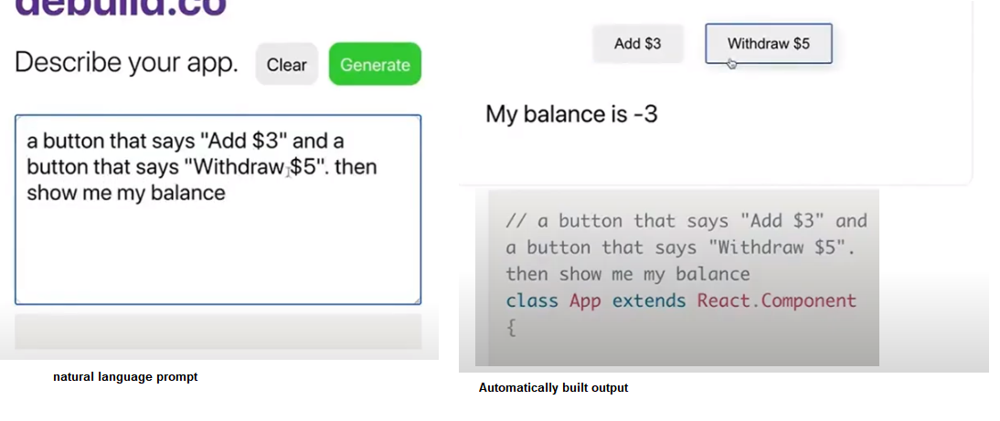 debuild.co
Describe your app.
Clear
Generate
a button that says "Add $3" and a
button that says "Withdraw $5". then
show me my balance
natural language prompt
Add $3
Withdraw $5
My balance is -3
// a button that says "Add $3" and
a button that says "Withdraw $5".
then show me my balance
class App extends React.Component
{
Automatically built output